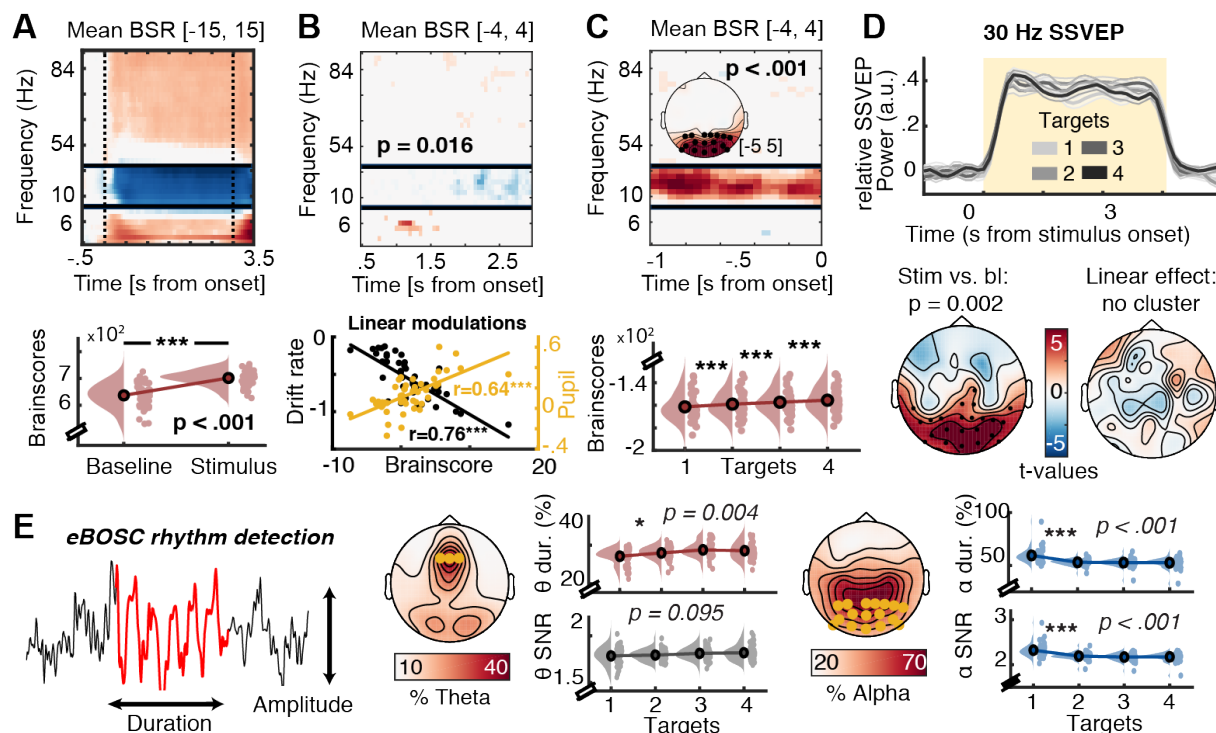 A
Mean BSR [-15, 15]
Frequency (Hz)
84
54
10
6
-.5
3.5
Time [s from onset]
x10²
Brainscores
7
6
***
p < .001
Baseline
Stimulus
B
Mean BSR [-4, 4]
Frequency (Hz)
84
54
10
6
p = 0.016
.5
1.5
2.5
Time [s from onset]
Linear modulations
Drift rate
0
-1
r=0.64***
r=0.76***
.6
0
-.4
Pupil
-10
Brainscore
20
C
Mean BSR [-4, 4]
Frequency (Hz)
84
54
10
6
p < .001
[-5 5]
-1
-.5
0
Time [s from onset]
x10²
Brainscores
-1.4
-2
***
***
***
1
Targets
4
D
30 Hz SSVEP
relative SSVEP
Power (a.u.)
.4
.2
0
Targets
1
3
2
4
0
3
Time (s from stimulus onset)
Stim vs. bl:
p = 0.002
Linear effect:
no cluster
5
0
-5
t-values
E
eBOSC rhythm detection
Duration
Amplitude
10
40
% Theta
θ dur. (%)
40
20
*
p = 0.004
θ SNR
2
1.5
p = 0.095
1
2
3
4
Targets
20
70
% Alpha
α dur. (%)
100
50
***
p < .001
α SNR
3
2
***
p < .001
1
2
3
4
Targets